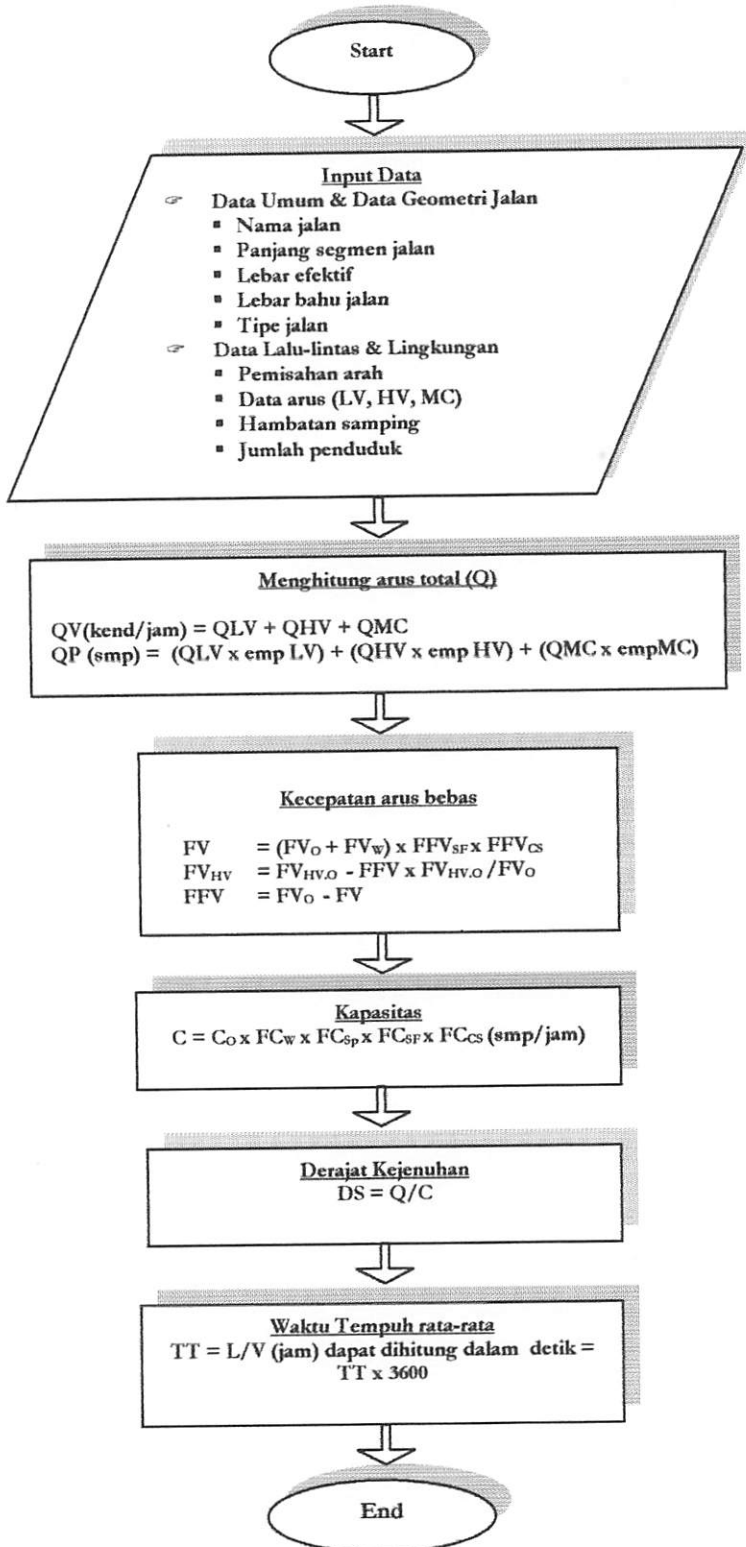 Start
Input Data
☞ Data Umum & Data Geometri Jalan
▪ Nama jalan
▪ Panjang segmen jalan
▪ Lebar efektif
▪ Lebar bahu jalan
▪ Tipe jalan
☞ Data Lalu-lintas & Lingkungan
▪ Pemisahan arah
▪ Data arus (LV, HV, MC)
▪ Hambatan samping
▪ Jumlah penduduk
Menghitung arus total (Q)
QV(kend/jam) = QLV + QHV + QMC
QP (smp) = (QLV x emp LV) + (QHV x emp HV) + (QMC x empMC)
Kecepatan arus bebas
FV = (FVO + FVW) x FFVSF x FFVCS
FVHV = FVHV.O - FFV x FVHV.O /FVO
FFV = FVO - FV
Kapasitas
C = CO x FCW x FCSp x FCSF x FCCS (smp/jam)
Derajat Kejenuhan
DS = Q/C
Waktu Tempuh rata-rata
TT = L/V (jam) dapat dihitung dalam detik =
TT x 3600
End